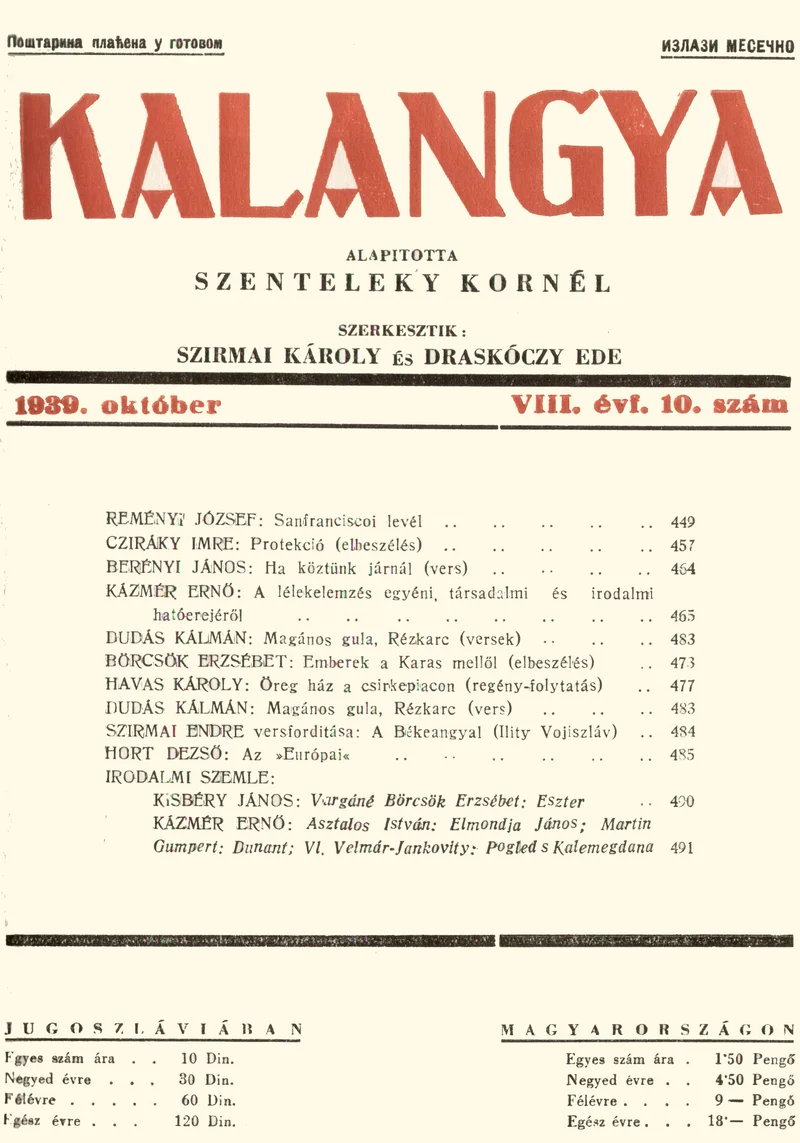 Поштарина плаћена у готовом
ИЗЛАЗИ МЕСЕЧНО
KALANGYA
ALAPITOTTA
SZENTELEKY KORNÉL
SZERKESZTIK:
SZIRMAI KÁROLY és DRASKÓCZY EDE
1939. október VIII. évf. 10. szám
REMÉNYI JÓZSEF: Sanfranciscoi levél .. .. .. .. .. 449
CZIRÁKY IMRE: Protekció (elbeszélés) .. .. .. .. .. 457
BERÉNYI JÁNOS: Ha köztünk járnál (vers) .. .. .. .. 464
KÁZMÉR ERNŐ: A lélekelemzés egyéni, társadalmi és irodalmi
hatóerejéről .. .. .. .. .. .. .. .. 465
DUDÁS KÁLMÁN: Magános gula, Rézkarc (versek) .. .. .. 483
BÖRCSÖK ERZSÉBET: Emberek a Karas mellől (elbeszélés) .. 473
HAVAS KÁROLY: Öreg ház a csirkepiacon (regény-folytatás) .. 477
DUDÁS KÁLMÁN: Magános gula, Rézkarc (vers) .. .. .. 483
SZIRMAI ENDRE versforditása: A Békeangyal (Ility Vojiszláv) .. 484
HORT DEZSŐ: Az »Európai« .. .. .. .. .. .. 485
IRODALMI SZEMLE:
KISBÉRY JÁNOS: Vargáné Börcsök Erzsébet: Eszter .. 490
KÁZMÉR ERNŐ: Asztalos István: Elmondja János; Martin
Gumpert: Dunant; Vl. Velmár-Jankovity: Pogled s Kalemegdana 491
JUGOSZLÁVIÁBAN
Egyes szám ára . . 10 Din.
Negyed évre . . . 30 Din.
Félévre . . . . . 60 Din.
Egész évre . . . 120 Din.
MAGYARORSZÁGON
Egyes szám ára . 1'50 Pengő
Negyed évre . . 4'50 Pengő
Félévre . . . . 9 — Pengő
Egész évre . . . 18'— Pengő